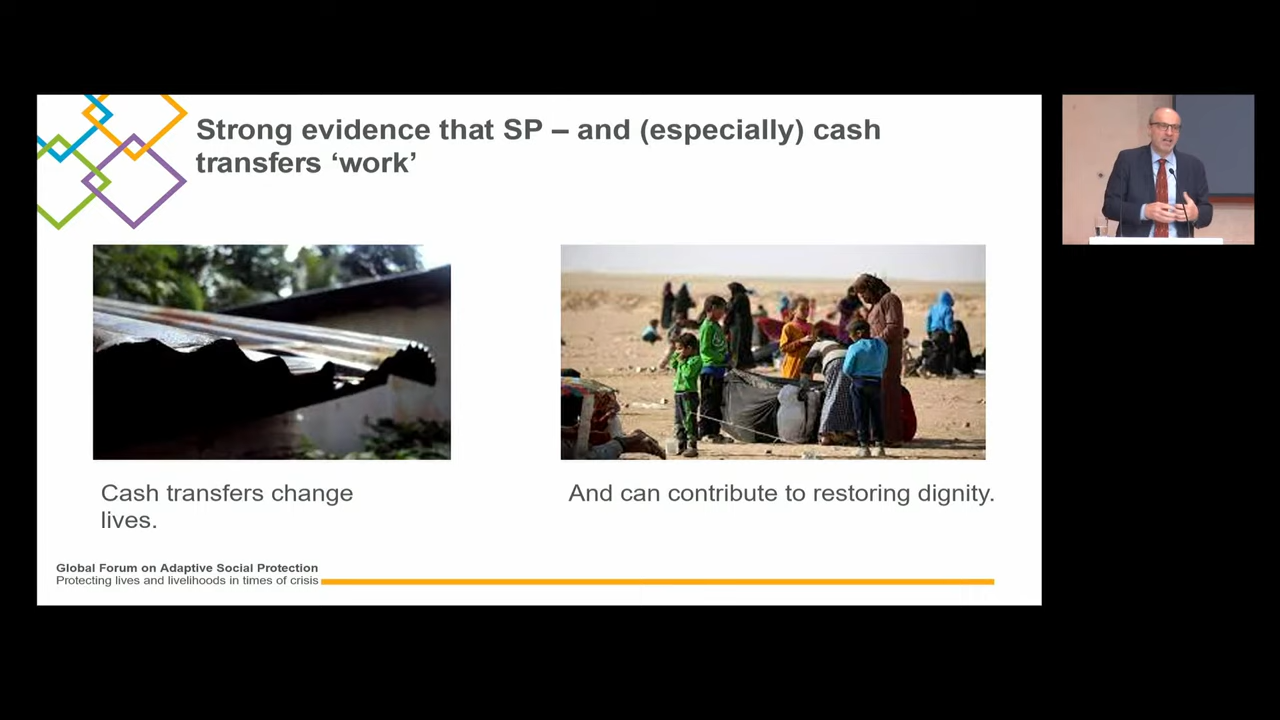 Strong evidence that SP – and (especially) cash
transfers ‘work’
Cash transfers change
lives.
And can contribute to restoring dignity.
Global Forum on Adaptive Social Protection
Protecting lives and livelihoods in times of crisis